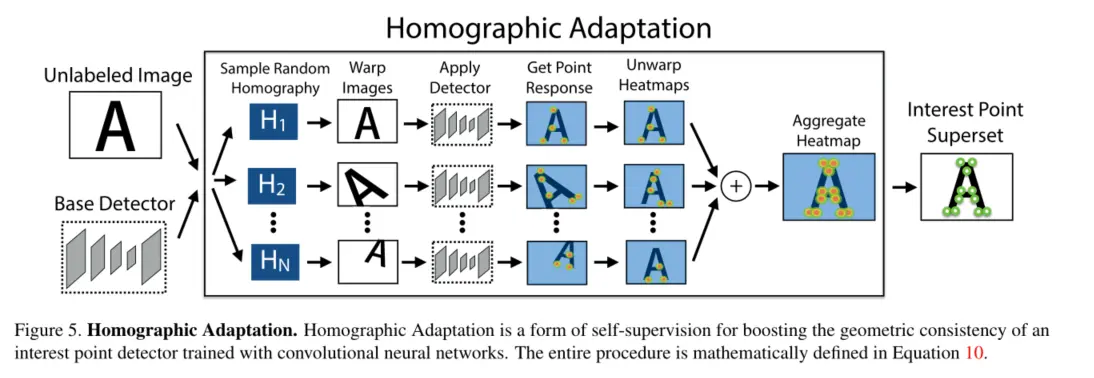 Homographic Adaptation
Unlabeled Image
A
Base Detector
Sample Random
Homography
Warp
Images
Apply
Detector
Get Point
Response
Unwarp
Heatmaps
H1
A
A
A
H2
A
A
A
HN
A
A
A
+
Aggregate
Heatmap
A
Interest Point
Superset
A
Figure 5. Homographic Adaptation. Homographic Adaptation is a form of self-supervision for boosting the geometric consistency of an
interest point detector trained with convolutional neural networks. The entire procedure is mathematically defined in Equation 10.